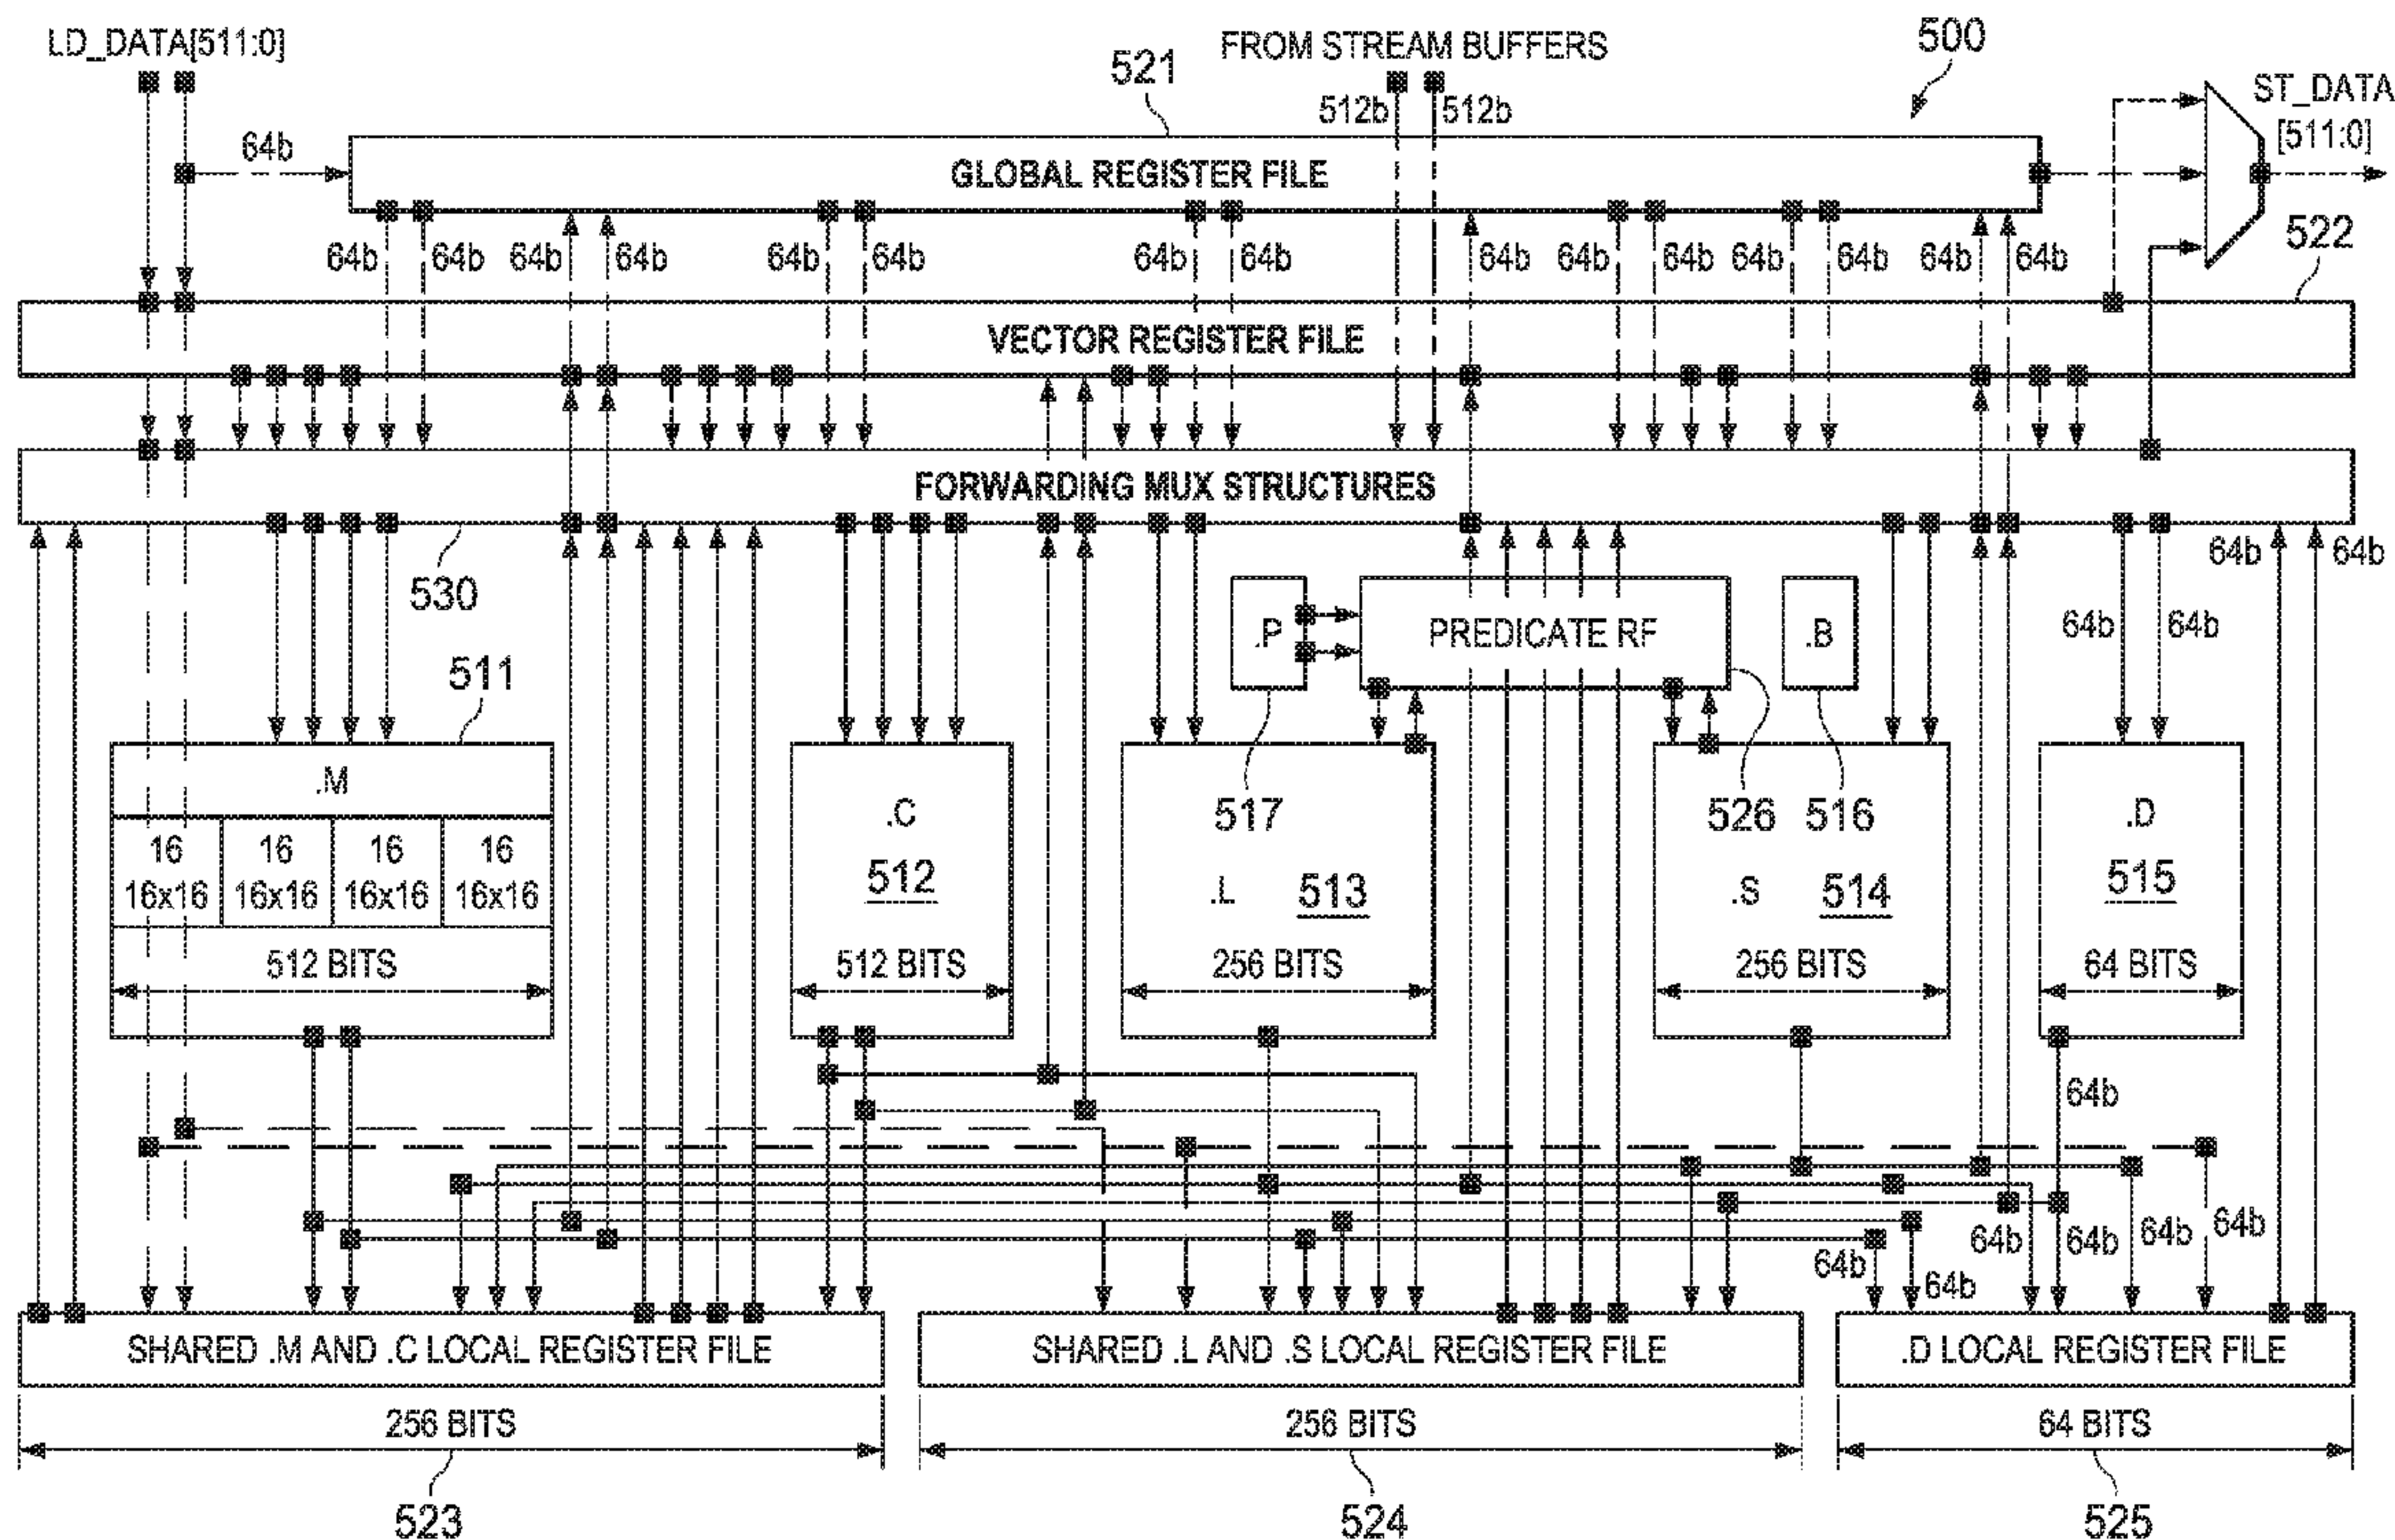 LD_DATA[511:0]
FROM STREAM BUFFERS
500
521
512b 512b
ST_DATA
[511:0]
64b
GLOBAL REGISTER FILE
64b 64b 64b 64b 64b 64b 64b 64b 64b 64b 64b 64b 64b 64b 64b
522
VECTOR REGISTER FILE
FORWARDING MUX STRUCTURES
530
64b 64b
.P
PREDICATE RF
.B
64b 64b
511
517
526
516
.M
16 16 16 16
16x16 16x16 16x16 16x16
512 BITS
.C
512
512 BITS
.L 513
256 BITS
.S 514
256 BITS
.D
515
64 BITS
64b
64b 64b 64b 64b 64b
64b
SHARED .M AND .C LOCAL REGISTER FILE
SHARED .L AND .S LOCAL REGISTER FILE
.D LOCAL REGISTER FILE
256 BITS
256 BITS
64 BITS
523
524
525